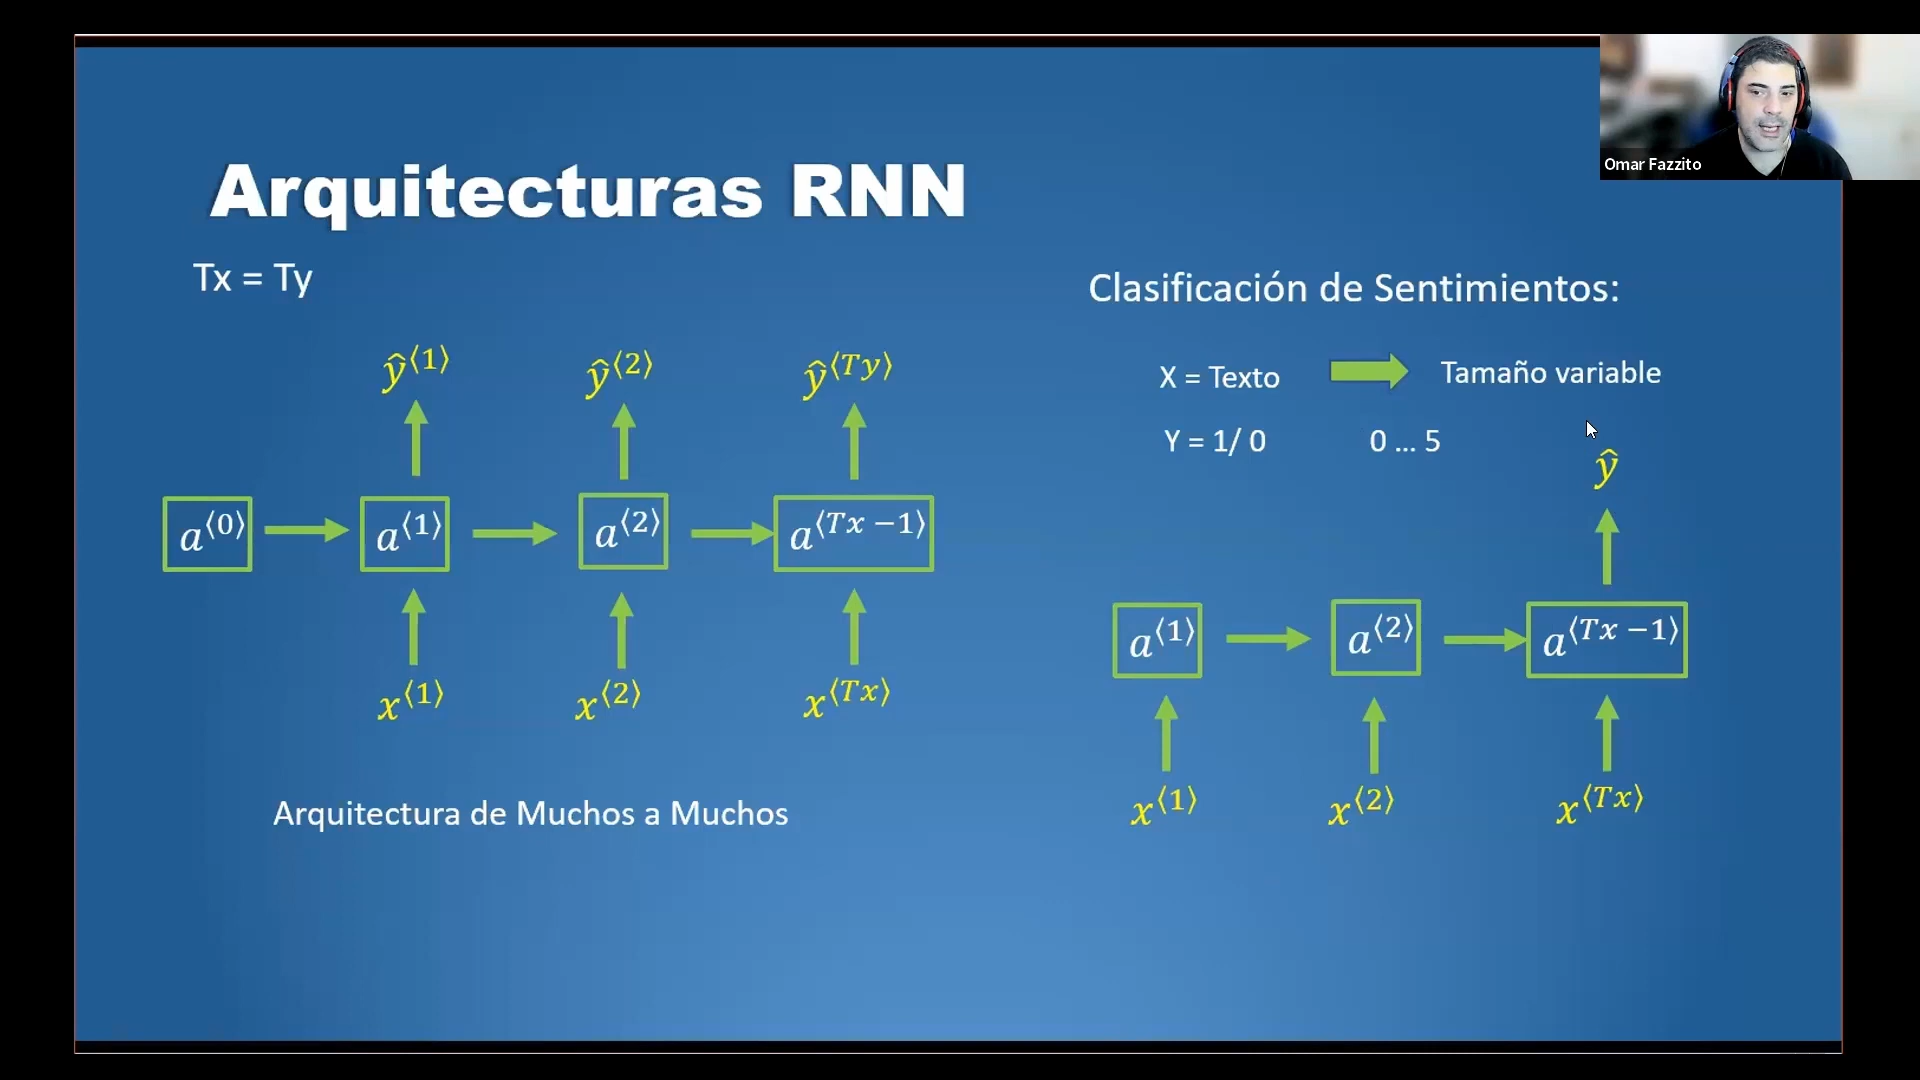 Omar Fazzito
Arquitecturas RNN
Tx = Ty
ŷ⟨1⟩ ŷ⟨2⟩ ŷ⟨Ty⟩
a⟨0⟩ a⟨1⟩ a⟨2⟩ a⟨Tx −1⟩
x⟨1⟩ x⟨2⟩ x⟨Tx⟩
Arquitectura de Muchos a Muchos
Clasificación de Sentimientos:
X = Texto Tamaño variable
Y = 1/ 0 0 ... 5
ŷ
a⟨1⟩ a⟨2⟩ a⟨Tx −1⟩
x⟨1⟩ x⟨2⟩ x⟨Tx⟩